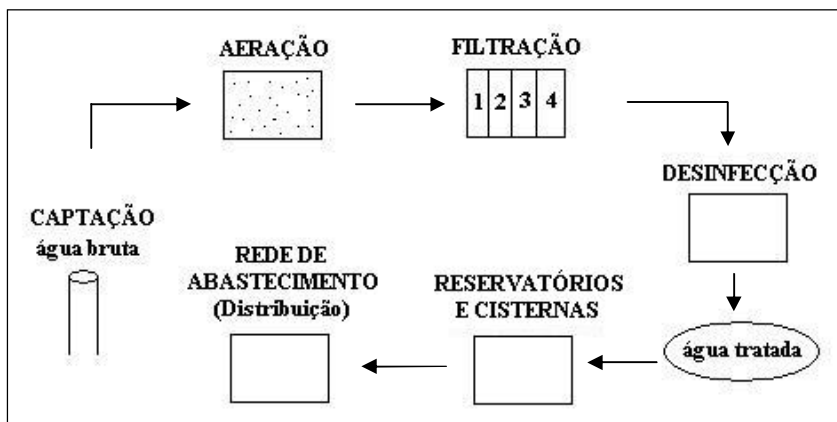 AERAÇÃO
FILTRAÇÃO
1 2 3 4
DESINFECÇÃO
CAPTAÇÃO
água bruta
REDE DE
ABASTECIMENTO
(Distribuição)
RESERVATÓRIOS
E CISTERNAS
água tratada